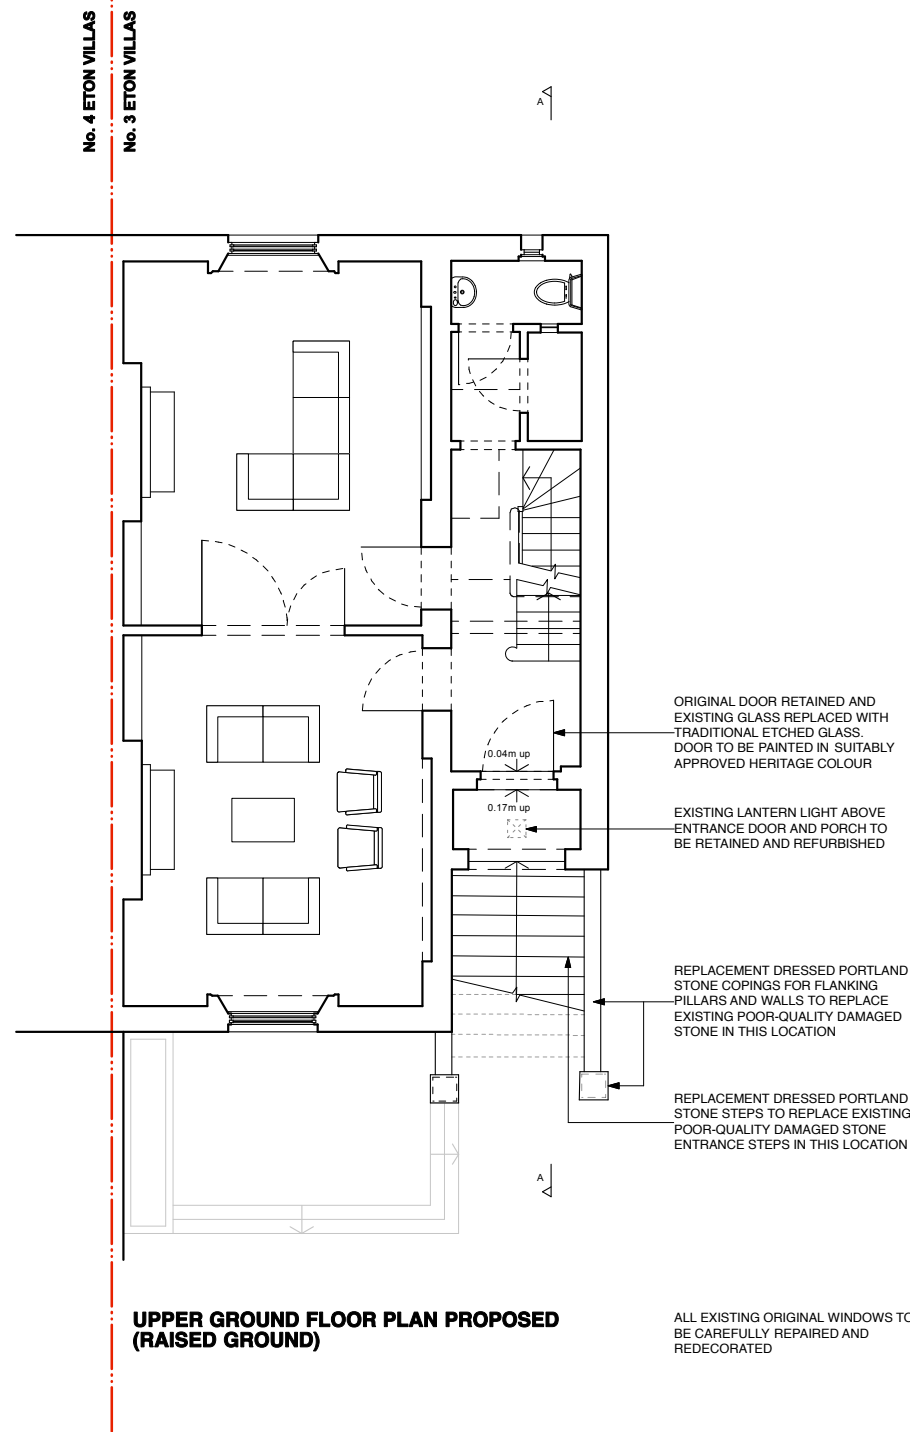 No. 4 ETON VILLAS
No. 3 ETON VILLAS
A
ORIGINAL DOOR RETAINED AND
EXISTING GLASS REPLACED WITH
TRADITIONAL ETCHED GLASS.
DOOR TO BE PAINTED IN SUITABLY
APPROVED HERITAGE COLOUR
0.04m up
0.17m up
EXISTING LANTERN LIGHT ABOVE
ENTRANCE DOOR AND PORCH TO
BE RETAINED AND REFURBISHED
REPLACEMENT DRESSED PORTLAND
STONE COPINGS FOR FLANKING
PILLARS AND WALLS TO REPLACE
EXISTING POOR-QUALITY DAMAGED
STONE IN THIS LOCATION
REPLACEMENT DRESSED PORTLAND
STONE STEPS TO REPLACE EXISTING
POOR-QUALITY DAMAGED STONE
ENTRANCE STEPS IN THIS LOCATION
A
UPPER GROUND FLOOR PLAN PROPOSED
(RAISED GROUND)
ALL EXISTING ORIGINAL WINDOWS TO
BE CAREFULLY REPAIRED AND
REDECORATED